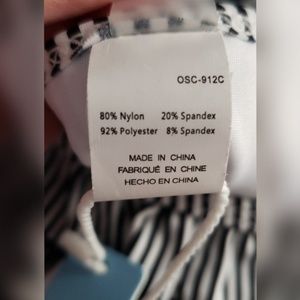 OSC-912C
80% Nylon 20% Spandex
92% Polyester 8% Spandex
MADE IN CHINA
FABRIQUÉ EN CHINE
HECHO EN CHINA